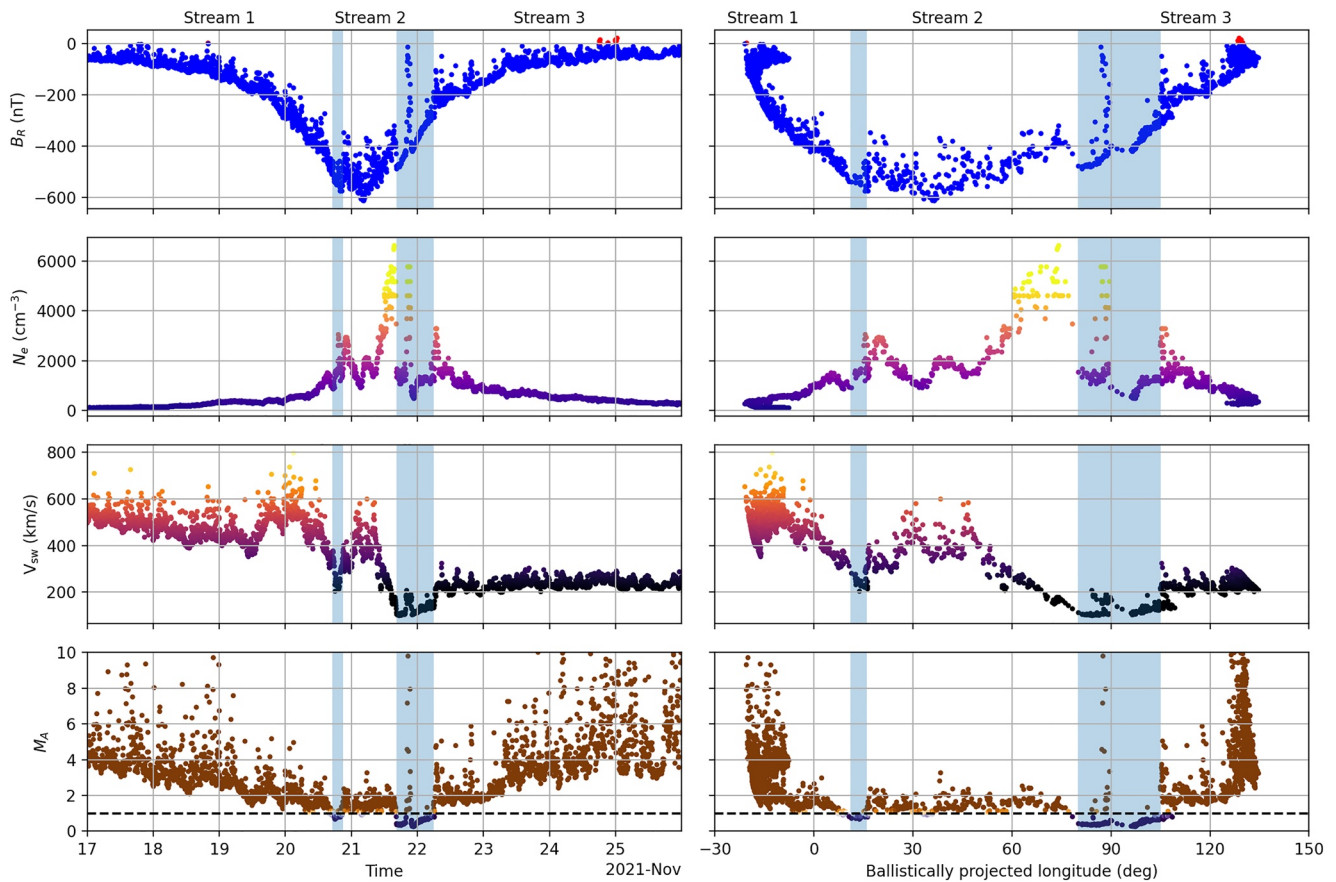 Stream 1 Stream 2 Stream 3 Stream 1 Stream 2 Stream 3
0
−200
−400
−600
B_R (nT)
6000
4000
2000
0
N_e (cm⁻³)
800
600
400
200
V_sw (km/s)
10
8
6
4
2
0
M_A
17 18 19 20 21 22 23 24 25
Time
2021-Nov
−30 0 30 60 90 120 150
Ballistically projected longitude (deg)